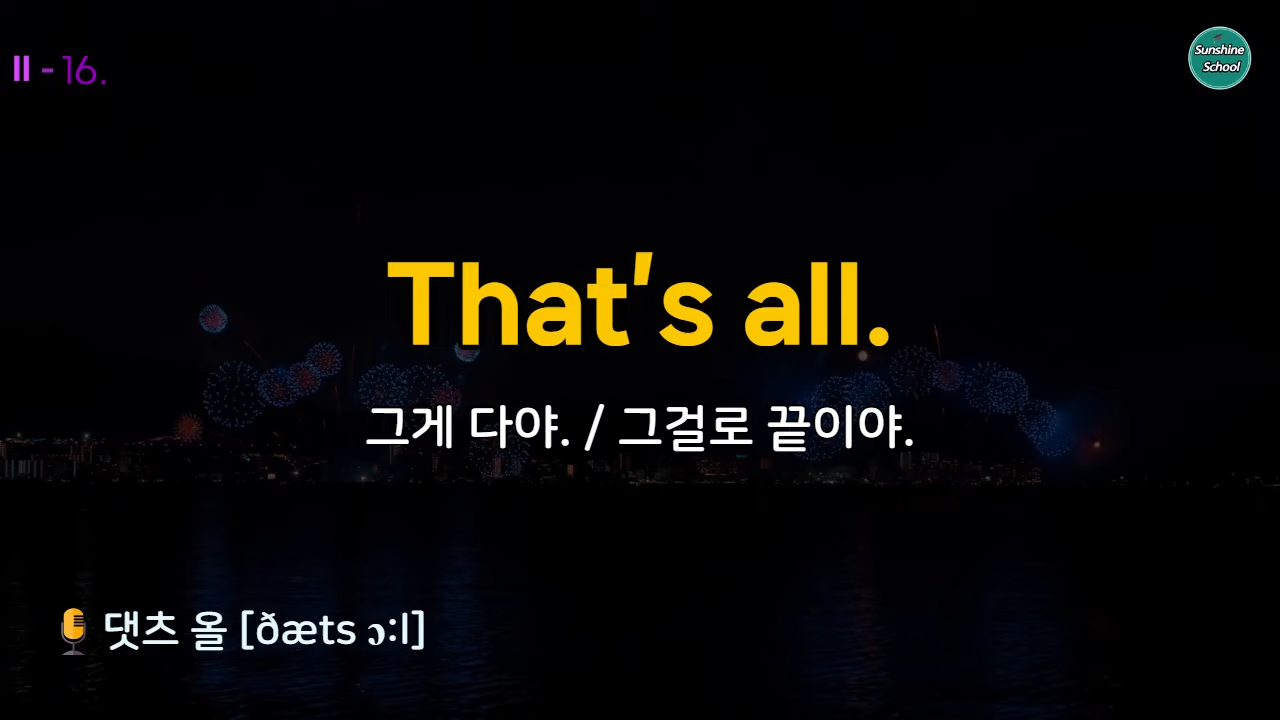 II - 16.
Sunshine
School
That's all.
그게 다야. / 그걸로 끝이야.
댓츠 올 [ðæts ɔ:l]